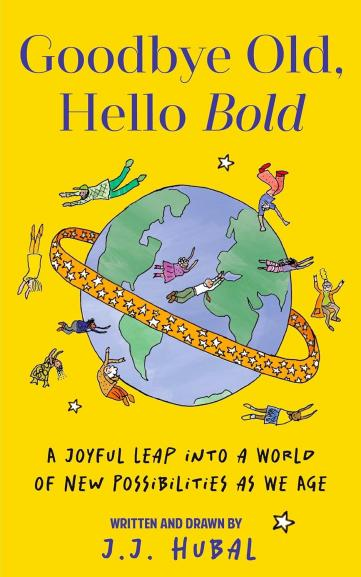 Goodbye Old,
Hello Bold
A JOYFUL LEAP INTO A WORLD
OF NEW POSSIBILITIES AS WE AGE
WRITTEN AND DRAWN BY
J.J. HUBAL